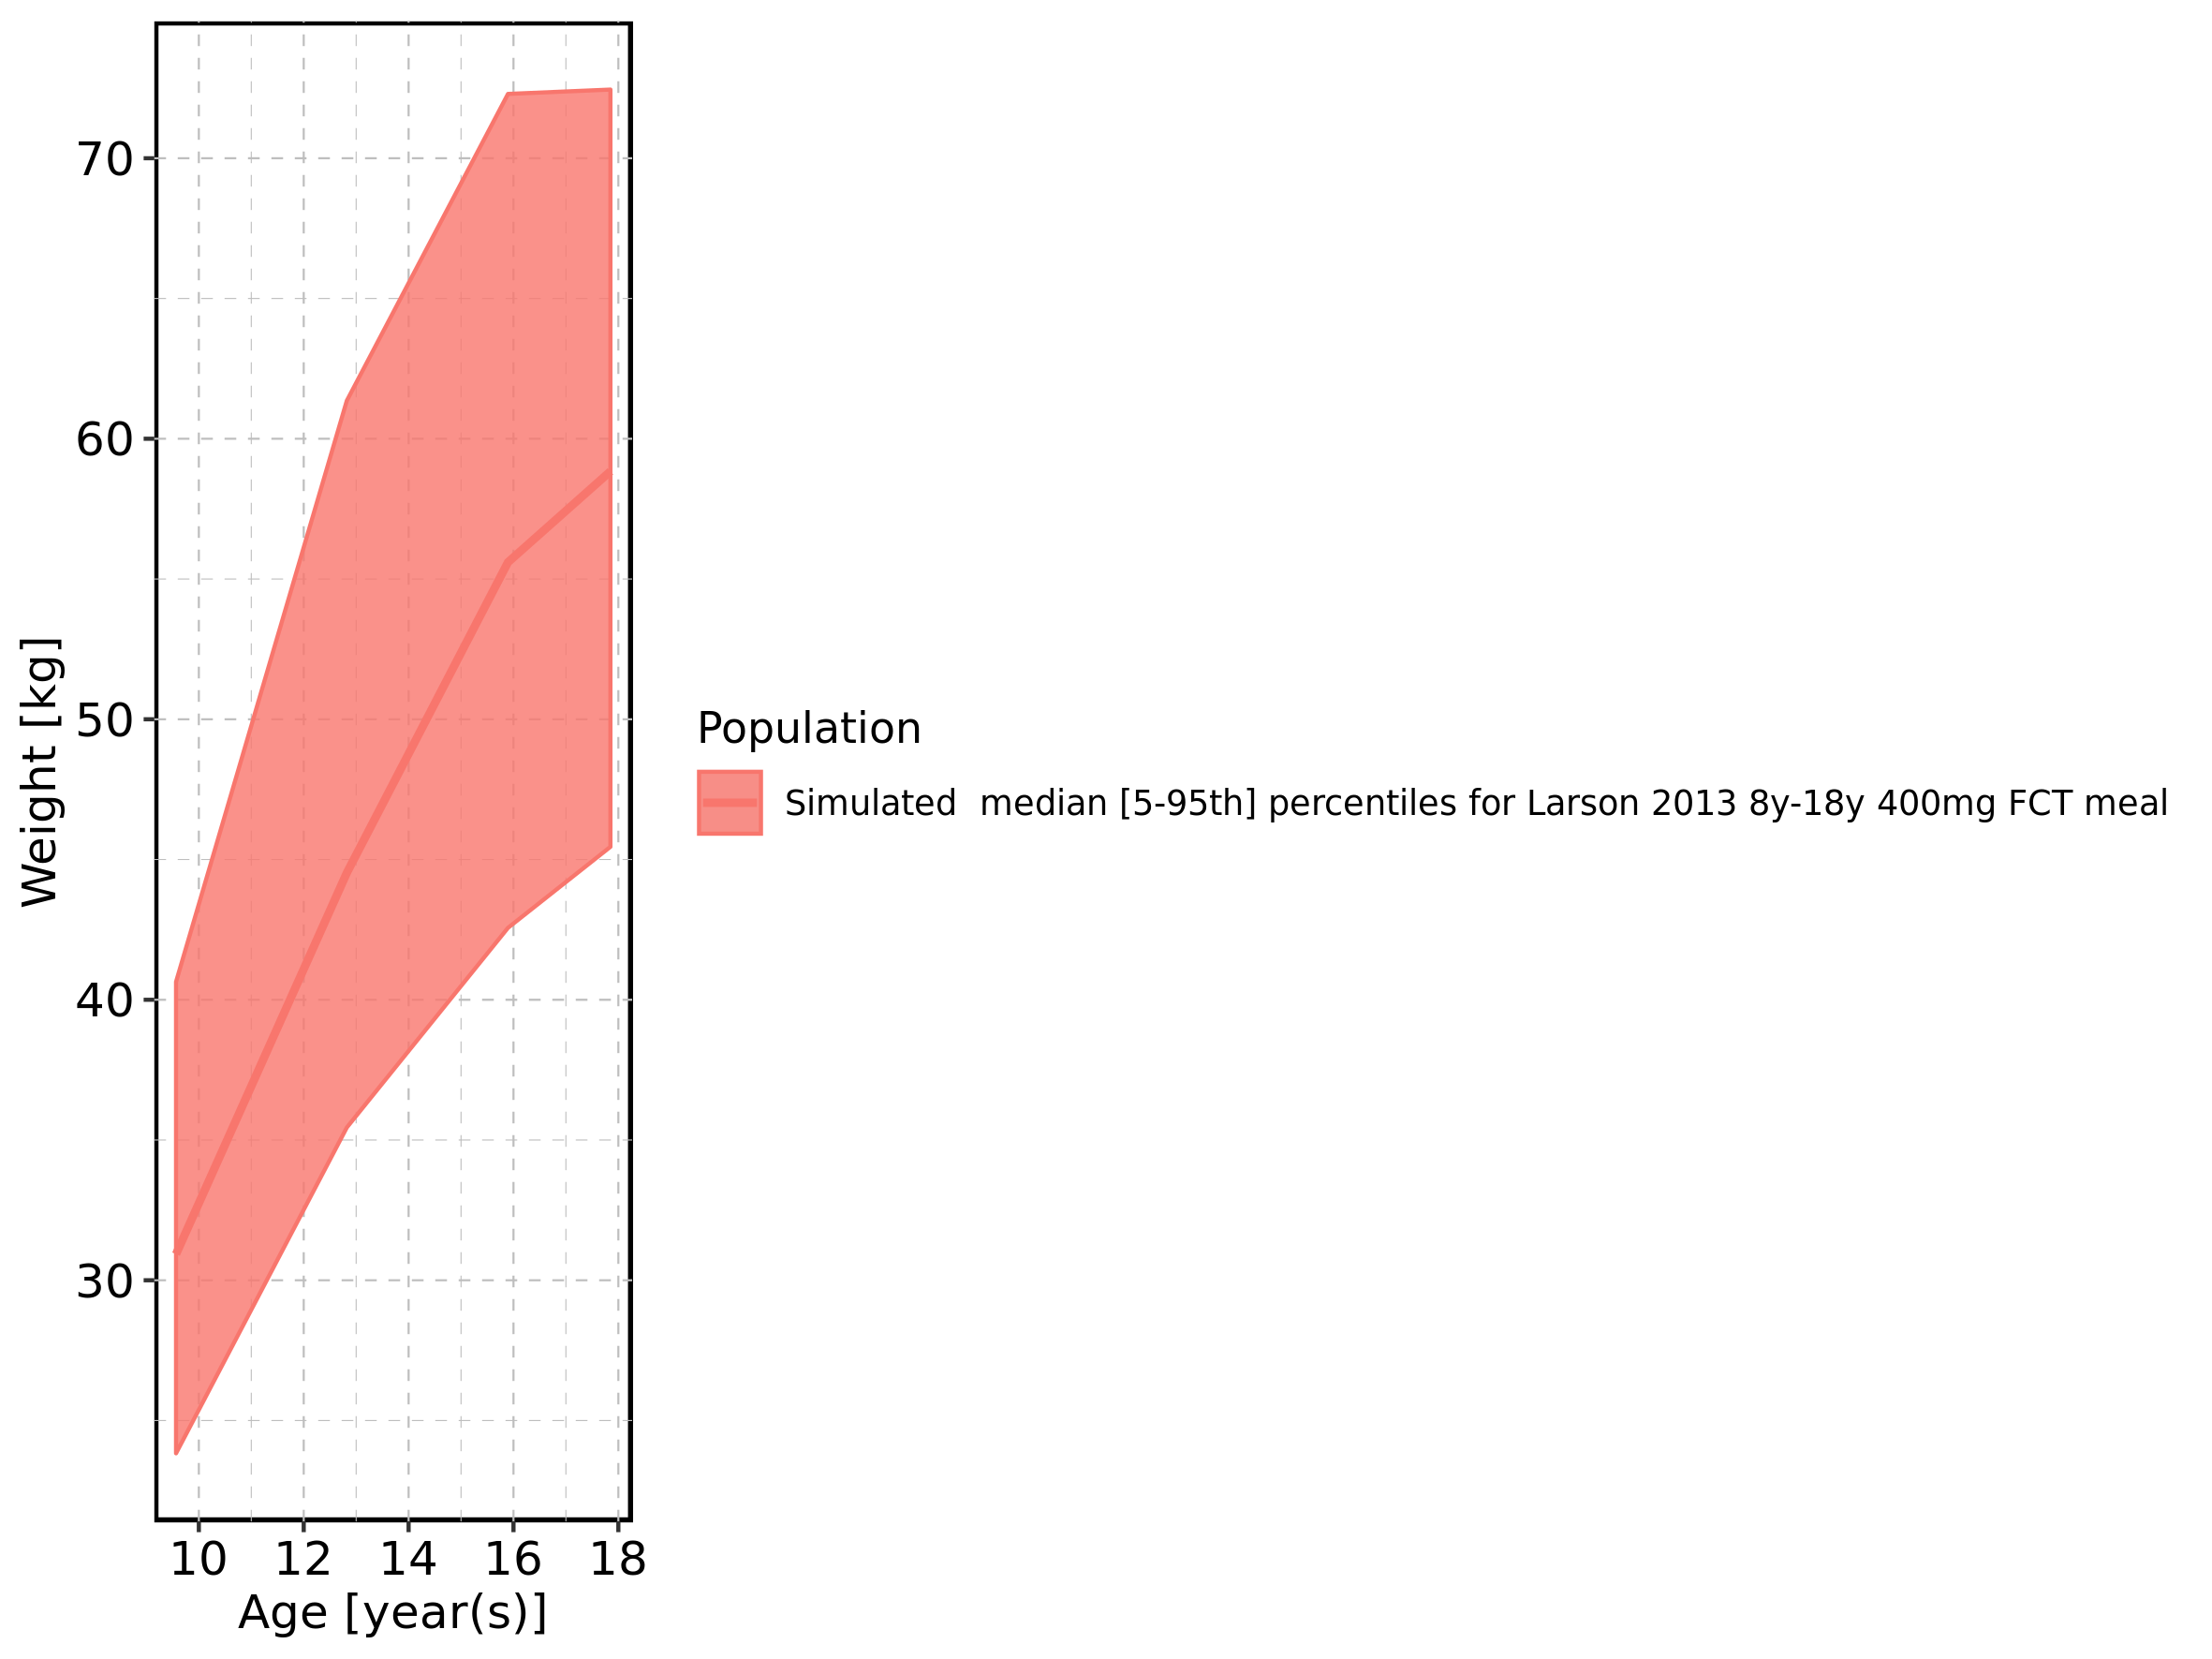 70
60
50
40
30
Weight [kg]
10 12 14 16 18
Age [year(s)]
Population
Simulated  median [5-95th] percentiles for Larson 2013 8y-18y 400mg FCT meal